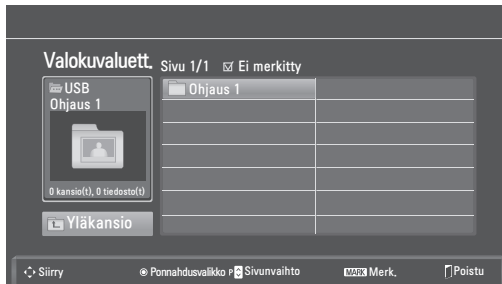 Valokuvaluett. Sivu 1/1 Ei merkitty
USB
Ohjaus 1
Ohjaus 1
0 kansio(t), 0 tiedosto(t)
Yläkansio
Siirry Ponnahdusvalikko P Sivunvaihto MARK Merk. Poistu